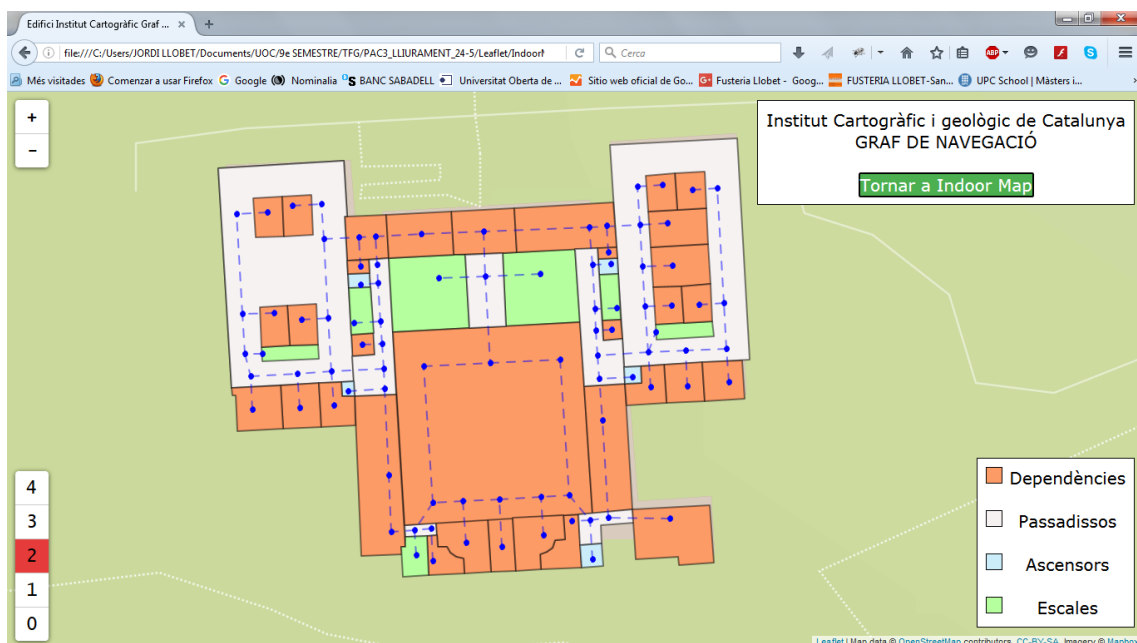 Edifici Institut Cartogràfic Graf ...
file:///C:/Users/JORDI LLOBET/Documents/UOC/9e SEMESTRE/TFG/PAC3_LLIURAMENT_24-5/Leaflet/Indoor
Cerca
ABP
Més visitades Comenzar a usar Firefox Google Nominalia BANC SABADELL Universitat Oberta de ... Sitio web oficial de Go... Fusteria Llobet - Goog... FUSTERIA LLOBET-San... UPC School | Màsters i...
+
−
Institut Cartogràfic i geològic de Catalunya
GRAF DE NAVEGACIÓ
Tornar a Indoor Map
4
3
2
1
0
Dependències
Passadissos
Ascensors
Escales
Leaflet | Map data © OpenStreetMap contributors, CC-BY-SA, Imagery © Mapbox